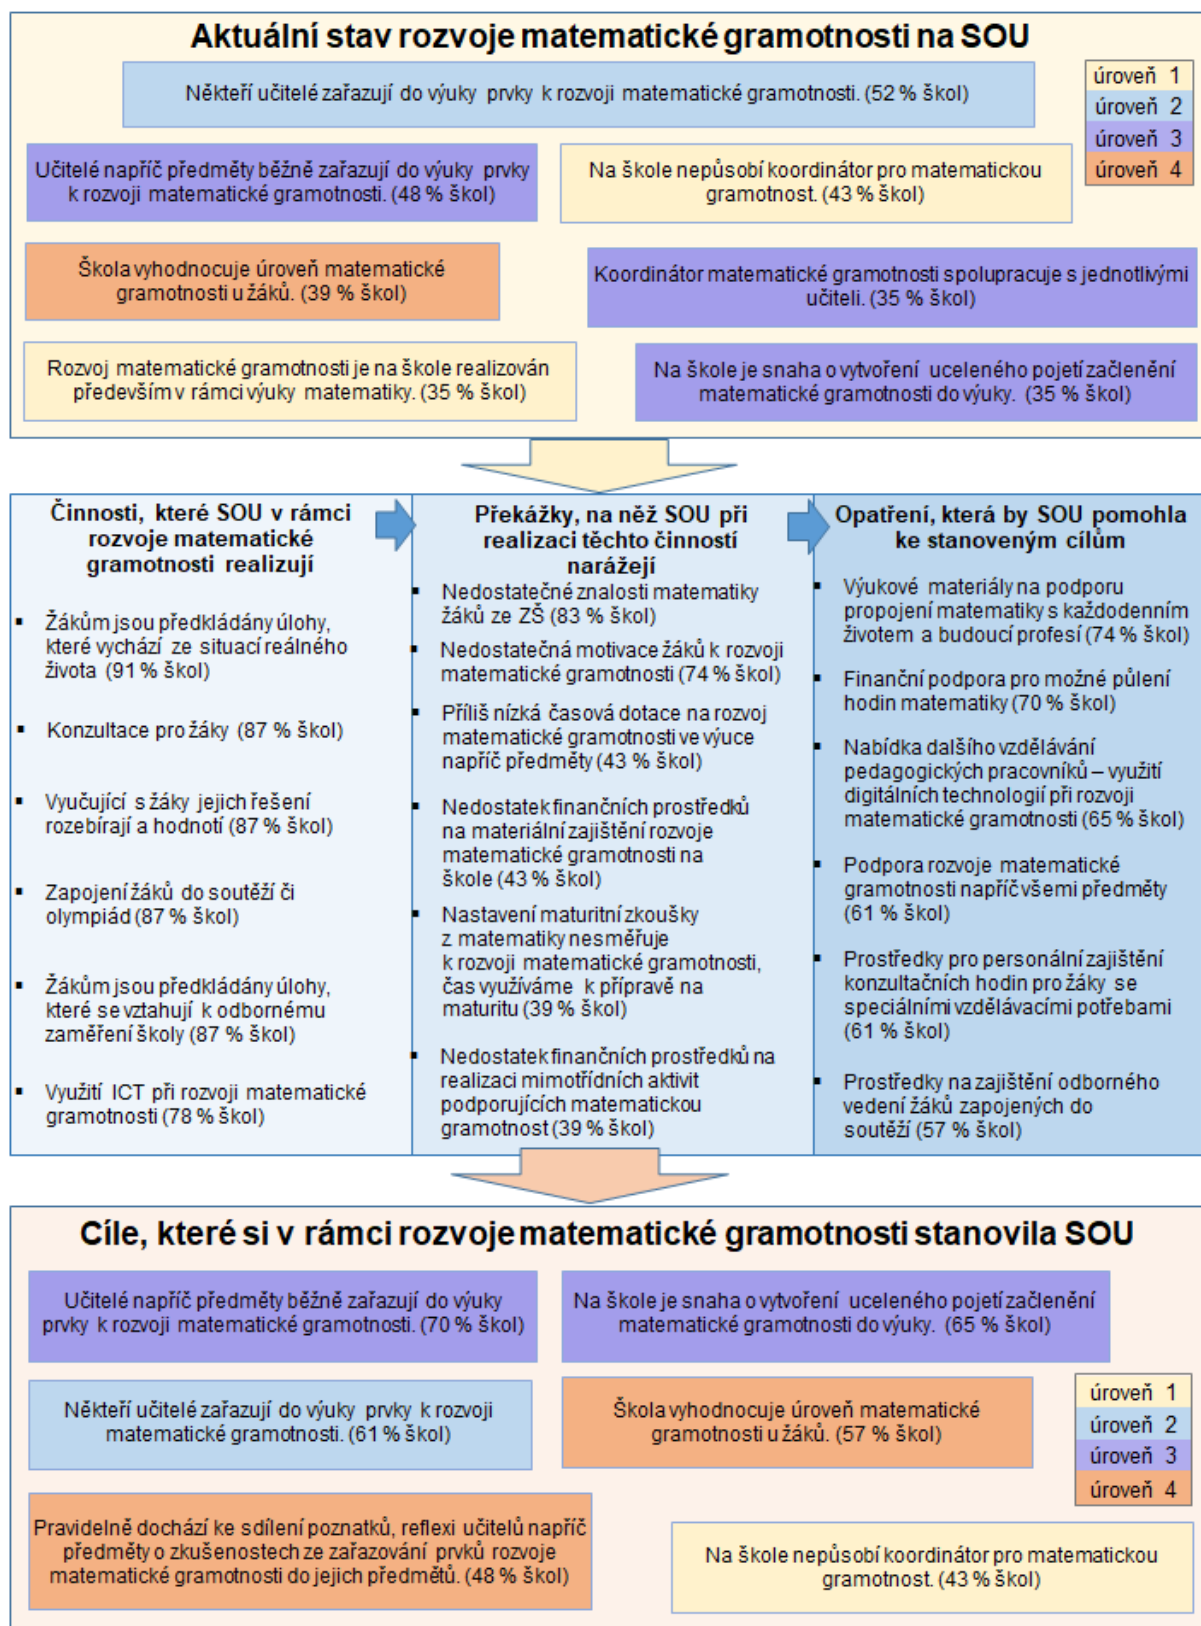 Aktuální stav rozvoje matematické gramotnosti na SOU
Někteří učitelé zařazují do výuky prvky k rozvoji matematické gramotnosti. (52 % škol)
úroveň 1
úroveň 2
úroveň 3
úroveň 4
Učitelé napříč předměty běžně zařazují do výuky prvky
k rozvoji matematické gramotnosti. (48 % škol)
Na škole nepůsobí koordinátor pro matematickou
gramotnost. (43 % škol)
Škola vyhodnocuje úroveň matematické
gramotnosti u žáků. (39 % škol)
Koordinátor matematické gramotnosti spolupracuje s jednotlivými
učiteli. (35 % škol)
Rozvoj matematické gramotnosti je na škole realizován
především v rámci výuky matematiky. (35 % škol)
Na škole je snaha o vytvoření uceleného pojetí začlenění
matematické gramotnosti do výuky. (35 % škol)
Činnosti, které SOU v rámci
rozvoje matematické
gramotnosti realizují
▪ Žákům jsou předkládány úlohy,
které vychází ze situací reálného
života (91 % škol)
▪ Konzultace pro žáky (87 % škol)
▪ Vyučující s žáky jejich řešení
rozebírají a hodnotí (87 % škol)
▪ Zapojení žáků do soutěží či
olympiád (87 % škol)
▪ Žákům jsou předkládány úlohy,
které se vztahují k odbornému
zaměření školy (87 % škol)
▪ Využití ICT při rozvoji matematické
gramotnosti (78 % škol)
Překážky, na něž SOU při
realizaci těchto činností
narážejí
▪ Nedostatečné znalosti matematiky
žáků ze ZŠ (83 % škol)
▪ Nedostatečná motivace žáků k rozvoji
matematické gramotnosti (74 % škol)
▪ Příliš nízká časová dotace na rozvoj
matematické gramotnosti ve výuce
napříč předměty (43 % škol)
▪ Nedostatek finančních prostředků
na materiální zajištění rozvoje
matematické gramotnosti na
škole (43 % škol)
▪ Nastavení maturitní zkoušky
z matematiky nesměřuje
k rozvoji matematické gramotnosti,
čas využíváme k přípravě na
maturitu (39 % škol)
▪ Nedostatek finančních prostředků na
realizaci mimotřídních aktivit
podporujících matematickou
gramotnost (39 % škol)
Opatření, která by SOU pomohla
ke stanoveným cílům
▪ Výukové materiály na podporu
propojení matematiky s každodenním
životem a budoucí profesí (74 % škol)
▪ Finanční podpora pro možné půlení
hodin matematiky (70 % škol)
▪ Nabídka dalšího vzdělávání
pedagogických pracovníků – využití
digitálních technologií při rozvoji
matematické gramotnosti (65 % škol)
▪ Podpora rozvoje matematické
gramotnosti napříč všemi předměty
(61 % škol)
▪ Prostředky pro personální zajištění
konzultačních hodin pro žáky se
speciálními vzdělávacími potřebami
(61 % škol)
▪ Prostředky na zajištění odborného
vedení žáků zapojených do
soutěží (57 % škol)
Cíle, které si v rámci rozvoje matematické gramotnosti stanovila SOU
Učitelé napříč předměty běžně zařazují do výuky
prvky k rozvoji matematické gramotnosti. (70 % škol)
Na škole je snaha o vytvoření uceleného pojetí začlenění
matematické gramotnosti do výuky. (65 % škol)
Někteří učitelé zařazují do výuky prvky k rozvoji
matematické gramotnosti. (61 % škol)
Škola vyhodnocuje úroveň matematické
gramotnosti u žáků. (57 % škol)
úroveň 1
úroveň 2
úroveň 3
úroveň 4
Pravidelně dochází ke sdílení poznatků, reflexi učitelů napříč
předměty o zkušenostech ze zařazování prvků rozvoje
matematické gramotnosti do jejich předmětů. (48 % škol)
Na škole nepůsobí koordinátor pro matematickou
gramotnost. (43 % škol)